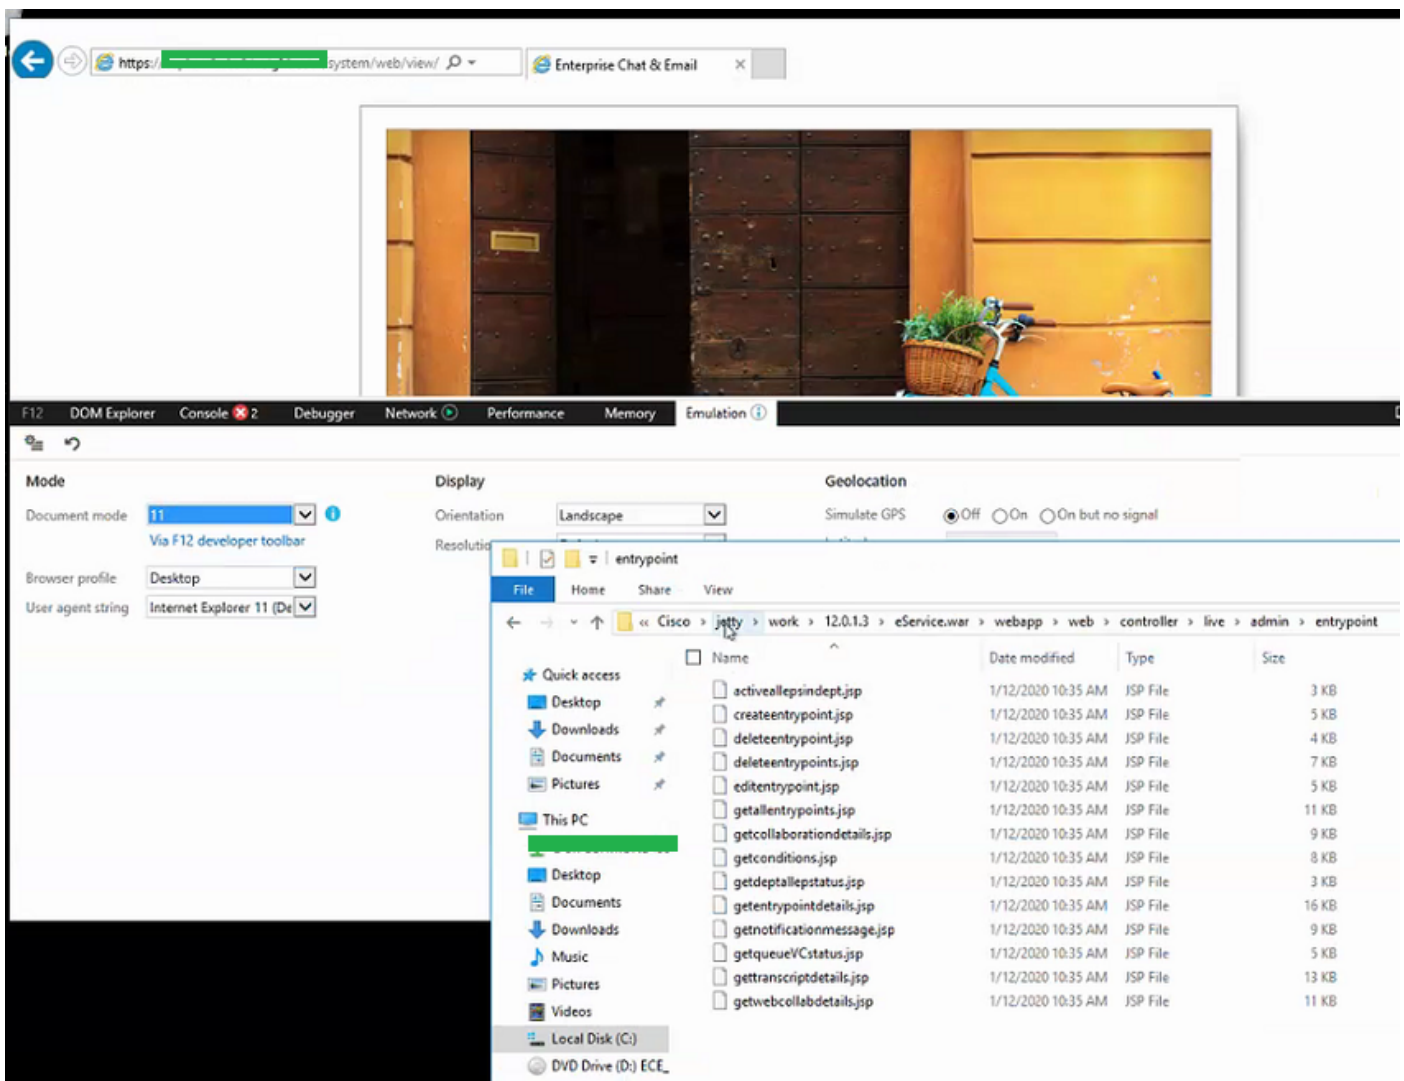 https:/ system/web/view/ Enterprise Chat & Email
F12 DOM Explorer Console 2 Debugger Network Performance Memory Emulation
Mode Display Geolocation
Document mode 11 Orientation Landscape Simulate GPS Off On On but no signal
Via F12 developer toolbar
Browser profile Desktop
User agent string Internet Explorer 11 (De
entrypoint
File Home Share View
« Cisco › jetty › work › 12.0.1.3 › eService.war › webapp › web › controller › live › admin › entrypoint
Name Date modified Type Size
Quick access
Desktop
Downloads
Documents
Pictures
This PC
Desktop
Documents
Downloads
Music
Pictures
Videos
Local Disk (C:)
DVD Drive (D:) ECE_
activeallepsindept.jsp 1/12/2020 10:35 AM JSP File 3 KB
createentrypoint.jsp 1/12/2020 10:35 AM JSP File 5 KB
deleteentrypoint.jsp 1/12/2020 10:35 AM JSP File 4 KB
deleteentrypoints.jsp 1/12/2020 10:35 AM JSP File 7 KB
editentrypoint.jsp 1/12/2020 10:35 AM JSP File 5 KB
getallentrypoints.jsp 1/12/2020 10:35 AM JSP File 11 KB
getcollaborationdetails.jsp 1/12/2020 10:35 AM JSP File 9 KB
getconditions.jsp 1/12/2020 10:35 AM JSP File 8 KB
getdeptallepstatus.jsp 1/12/2020 10:35 AM JSP File 3 KB
getentrypointdetails.jsp 1/12/2020 10:35 AM JSP File 16 KB
getnotificationmessage.jsp 1/12/2020 10:35 AM JSP File 9 KB
getqueueVCstatus.jsp 1/12/2020 10:35 AM JSP File 5 KB
gettranscriptdetails.jsp 1/12/2020 10:35 AM JSP File 13 KB
getwebcollabdetails.jsp 1/12/2020 10:35 AM JSP File 11 KB